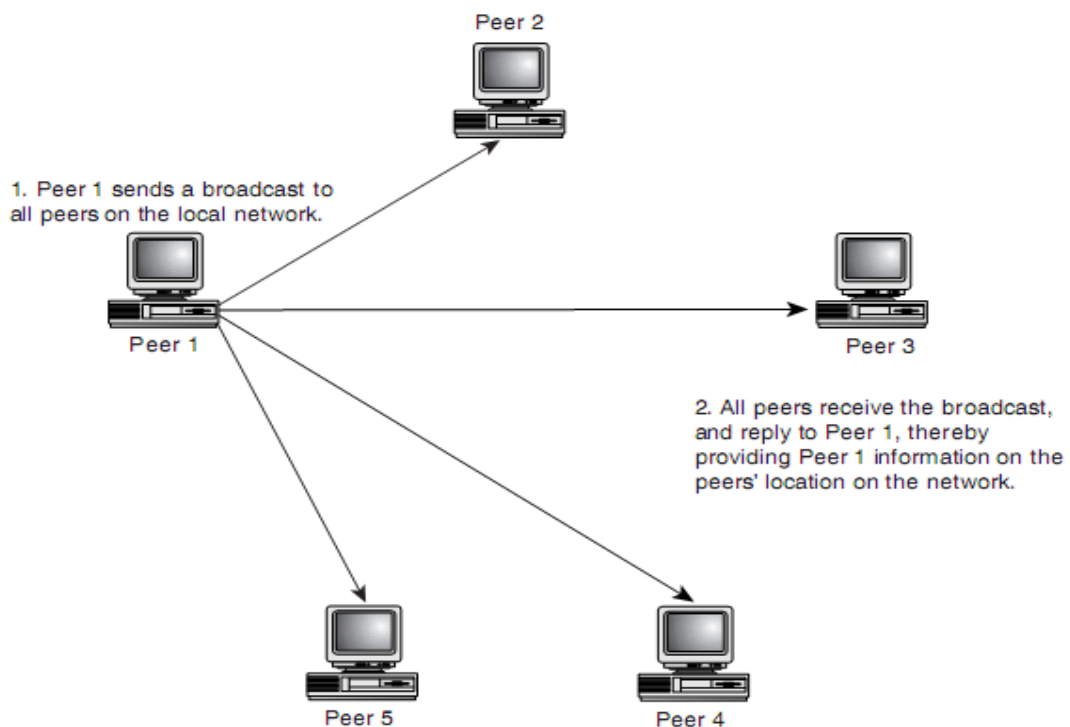 Peer 2
1. Peer 1 sends a broadcast to
all peers on the local network.
Peer 1
Peer 3
2. All peers receive the broadcast,
and reply to Peer 1, thereby
providing Peer 1 information on the
peers' location on the network.
Peer 5
Peer 4